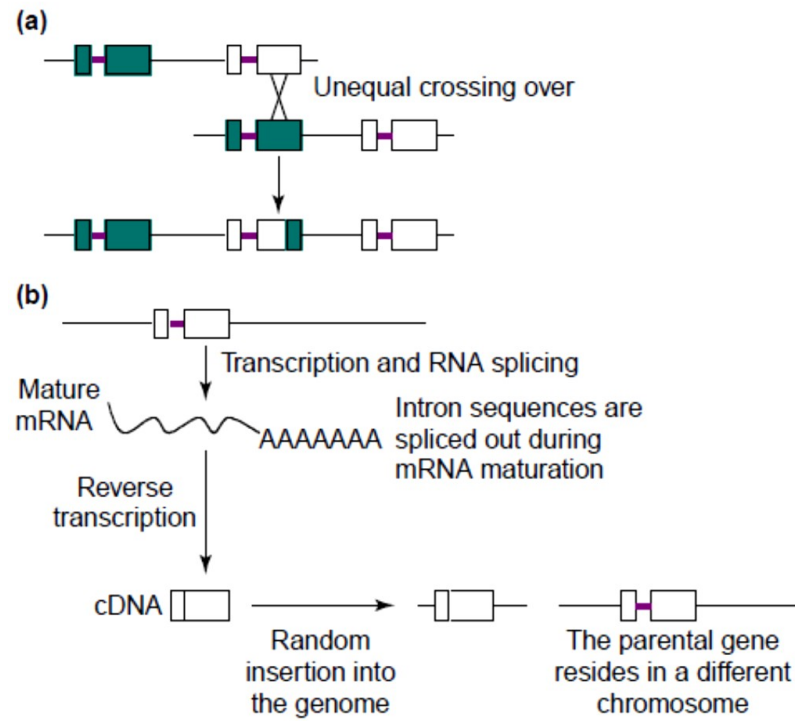 (a)
Unequal crossing over
(b)
Transcription and RNA splicing
Mature
mRNA
AAAAAAA
Intron sequences are
spliced out during
mRNA maturation
Reverse
transcription
cDNA
Random
insertion into
the genome
The parental gene
resides in a different
chromosome